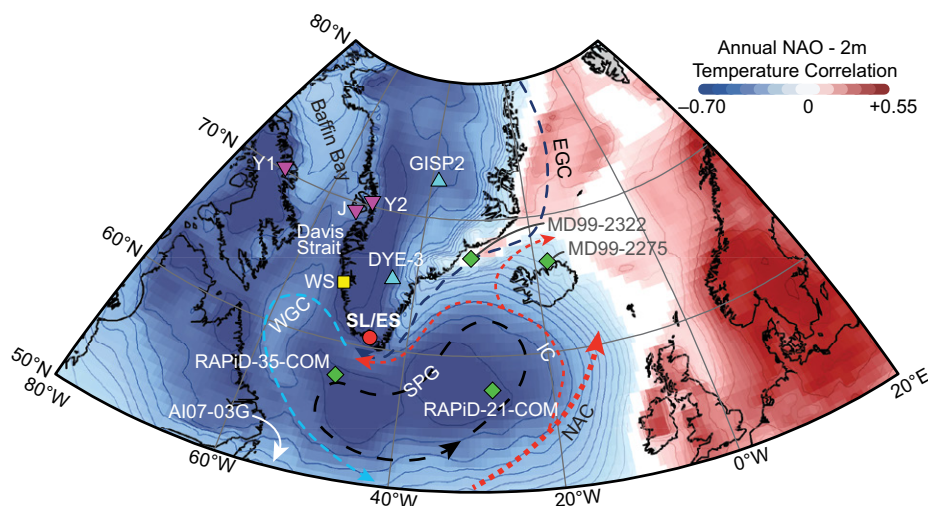 80°N
Annual NAO - 2m
Temperature Correlation
–0.70 0 +0.55
70°N
Baffin Bay
Y1
GISP2
EGC
J
Y2
MD99-2322
Davis
Strait
MD99-2275
60°N
DYE-3
WS
WGC
SL/ES
IC
RAPiD-35-COM
SPG
50°N
80°W
RAPiD-21-COM
NAC
20°E
AI07-03G
60°W
0°W
40°W
20°W